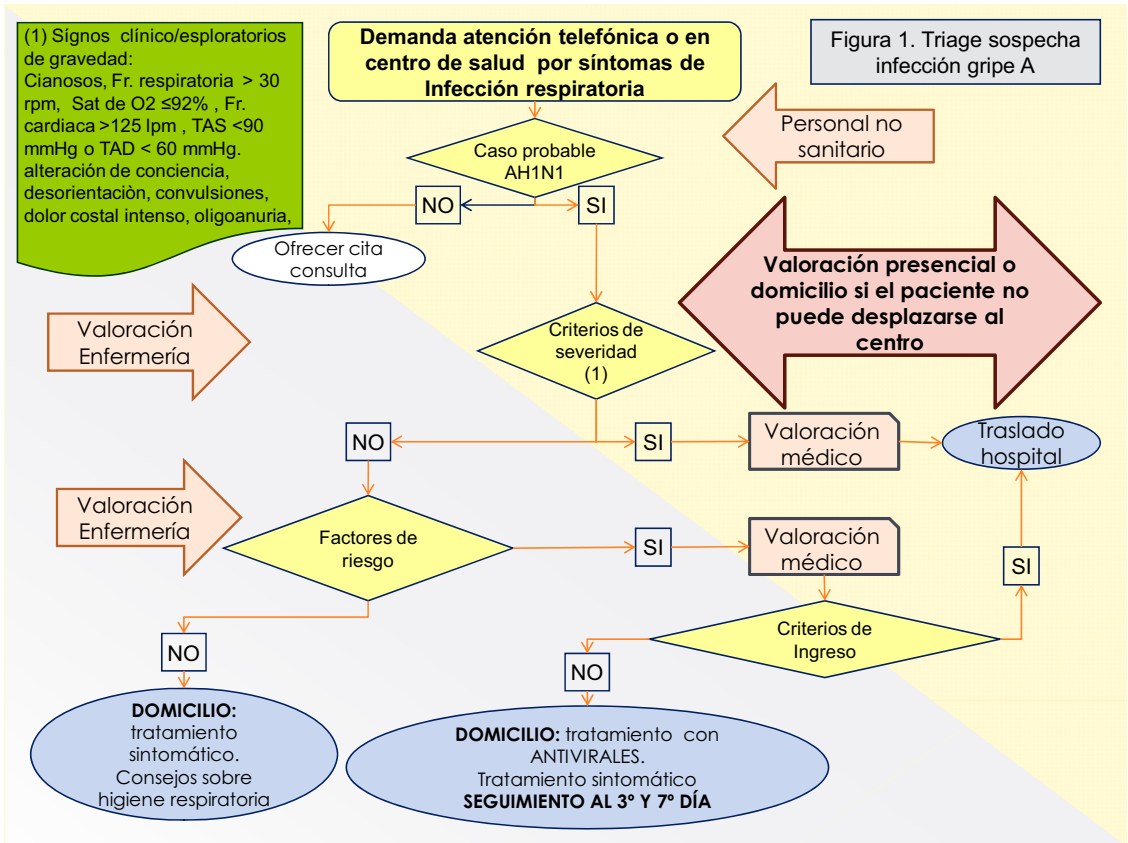 (1) Sígnos clínico/esploratorios
de gravedad:
Cianosos, Fr. respiratoria > 30
rpm, Sat de O2 ≤92% , Fr.
cardiaca >125 lpm , TAS <90
mmHg o TAD < 60 mmHg.
alteración de conciencia,
desorientaciòn, convulsiones,
dolor costal intenso, oligoanuria,
Demanda atención telefónica o en
centro de salud por síntomas de
Infección respiratoria
Figura 1. Triage sospecha
infección gripe A
Personal no
sanitario
Caso probable
AH1N1
NO
SI
Ofrecer cita
consulta
Valoración presencial o
domicilio si el paciente no
puede desplazarse al
centro
Valoración
Enfermería
Criterios de
severidad
(1)
NO
SI
Valoración
médico
Traslado
hospital
Valoración
Enfermería
Factores de
riesgo
SI
Valoración
médico
SI
Criterios de
Ingreso
NO
NO
DOMICILIO:
tratamiento
sintomático.
Consejos sobre
higiene respiratoria
DOMICILIO: tratamiento con
ANTIVIRALES.
Tratamiento sintomático
SEGUIMIENTO AL 3º Y 7º DÍA